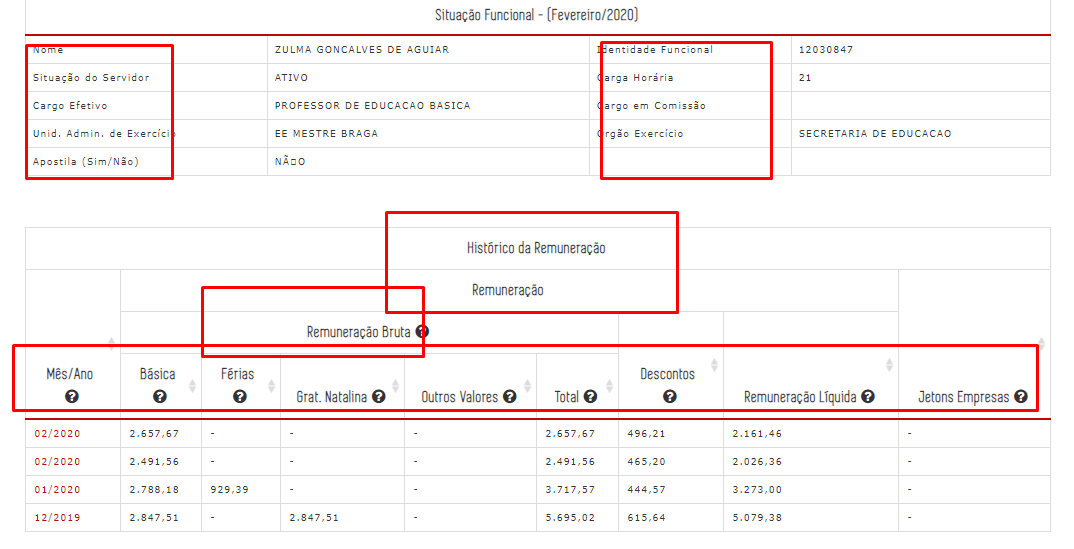 Situação Funcional - (Fevereiro/2020)
Nome ZULMA GONCALVES DE AGUIAR Identidade Funcional 12030847
Situação do Servidor ATIVO Carga Horária 21
Cargo Efetivo PROFESSOR DE EDUCACAO BASICA Cargo em Comissão
Unid. Admin. de Exercício EE MESTRE BRAGA Orgão Exercício SECRETARIA DE EDUCACAO
Apostila (Sim/Não) NÃ□O
Histórico da Remuneração
Remuneração
Remuneração Bruta ?
Mês/Ano ? Básica ? Férias ? Grat. Natalina ? Outros Valores ? Total ? Descontos ? Remuneração Líquida ? Jetons Empresas ?
02/2020 2.657,67 - - - 2.657,67 496,21 2.161,46 -
02/2020 2.491,56 - - - 2.491,56 465,20 2.026,36 -
01/2020 2.788,18 929,39 - - 3.717,57 444,57 3.273,00 -
12/2019 2.847,51 - 2.847,51 - 5.695,02 615,64 5.079,38 -